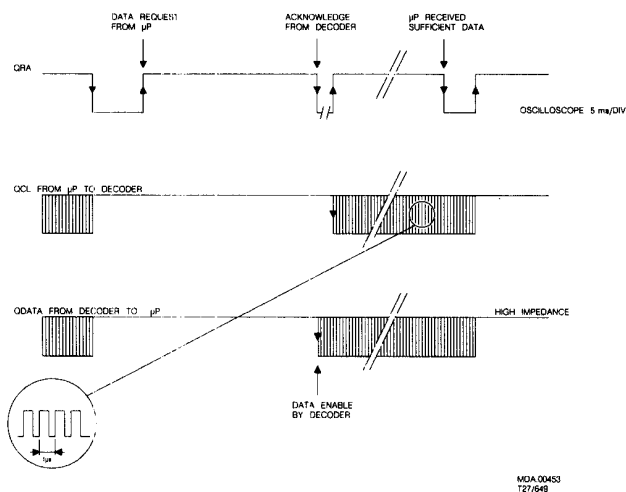 DATA REQUEST
FROM µP
ACKNOWLEDGE
FROM DECODER
µP RECEIVED
SUFFICIENT DATA
QRA
OSCILLOSCOPE 5 ms/DIV
QCL FROM µP TO DECODER
QDATA FROM DECODER TO µP
HIGH IMPEDANCE
DATA ENABLE
BY DECODER
1µs
MDA.00453
T27/649